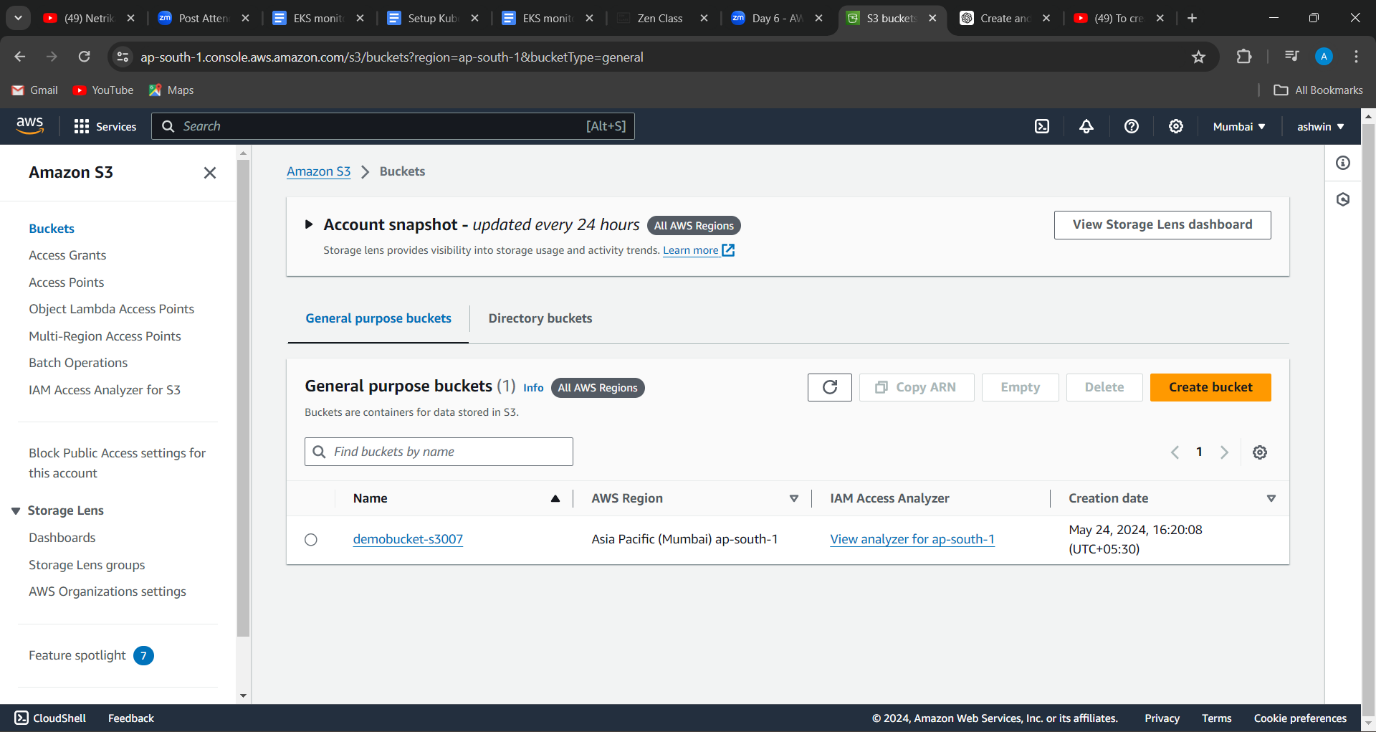 (49) Netrik
Post Atten
EKS monit
Setup Kub
EKS monit
Zen Class
Day 6 - AW
S3 buckets
Create and
(49) To cre
ap-south-1.console.aws.amazon.com/s3/buckets?region=ap-south-1&bucketType=general
A
Gmail
YouTube
Maps
All Bookmarks
aws
Services
Search
[Alt+S]
Mumbai
ashwin
Amazon S3
Buckets
Access Grants
Access Points
Object Lambda Access Points
Multi-Region Access Points
Batch Operations
IAM Access Analyzer for S3
Block Public Access settings for
this account
Storage Lens
Dashboards
Storage Lens groups
AWS Organizations settings
Feature spotlight 7
Amazon S3 > Buckets
Account snapshot - updated every 24 hours All AWS Regions
Storage lens provides visibility into storage usage and activity trends. Learn more
View Storage Lens dashboard
General purpose buckets
Directory buckets
General purpose buckets (1) Info All AWS Regions
Buckets are containers for data stored in S3.
Copy ARN
Empty
Delete
Create bucket
Find buckets by name
1
Name
AWS Region
IAM Access Analyzer
Creation date
demobucket-s3007
Asia Pacific (Mumbai) ap-south-1
View analyzer for ap-south-1
May 24, 2024, 16:20:08
(UTC+05:30)
CloudShell
Feedback
© 2024, Amazon Web Services, Inc. or its affiliates.
Privacy
Terms
Cookie preferences